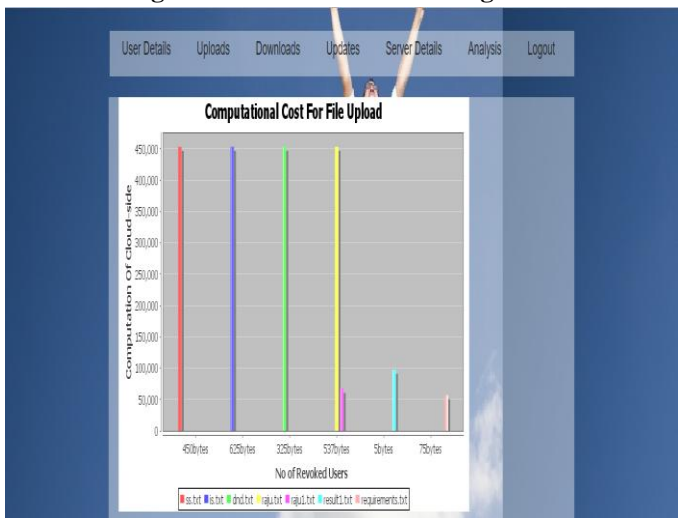 User Details Uploads Downloads Updates Server Details Analysis Logout
Computational Cost For File Upload
Computation Of Cloud-side
450,000
400,000
350,000
300,000
250,000
200,000
150,000
100,000
50,000
0
450bytes 625bytes 325bytes 537bytes 5bytes 75bytes
No of Revoked Users
ss.txt is.txt dnd.txt raju.txt raju1.txt result1.txt requirements.txt